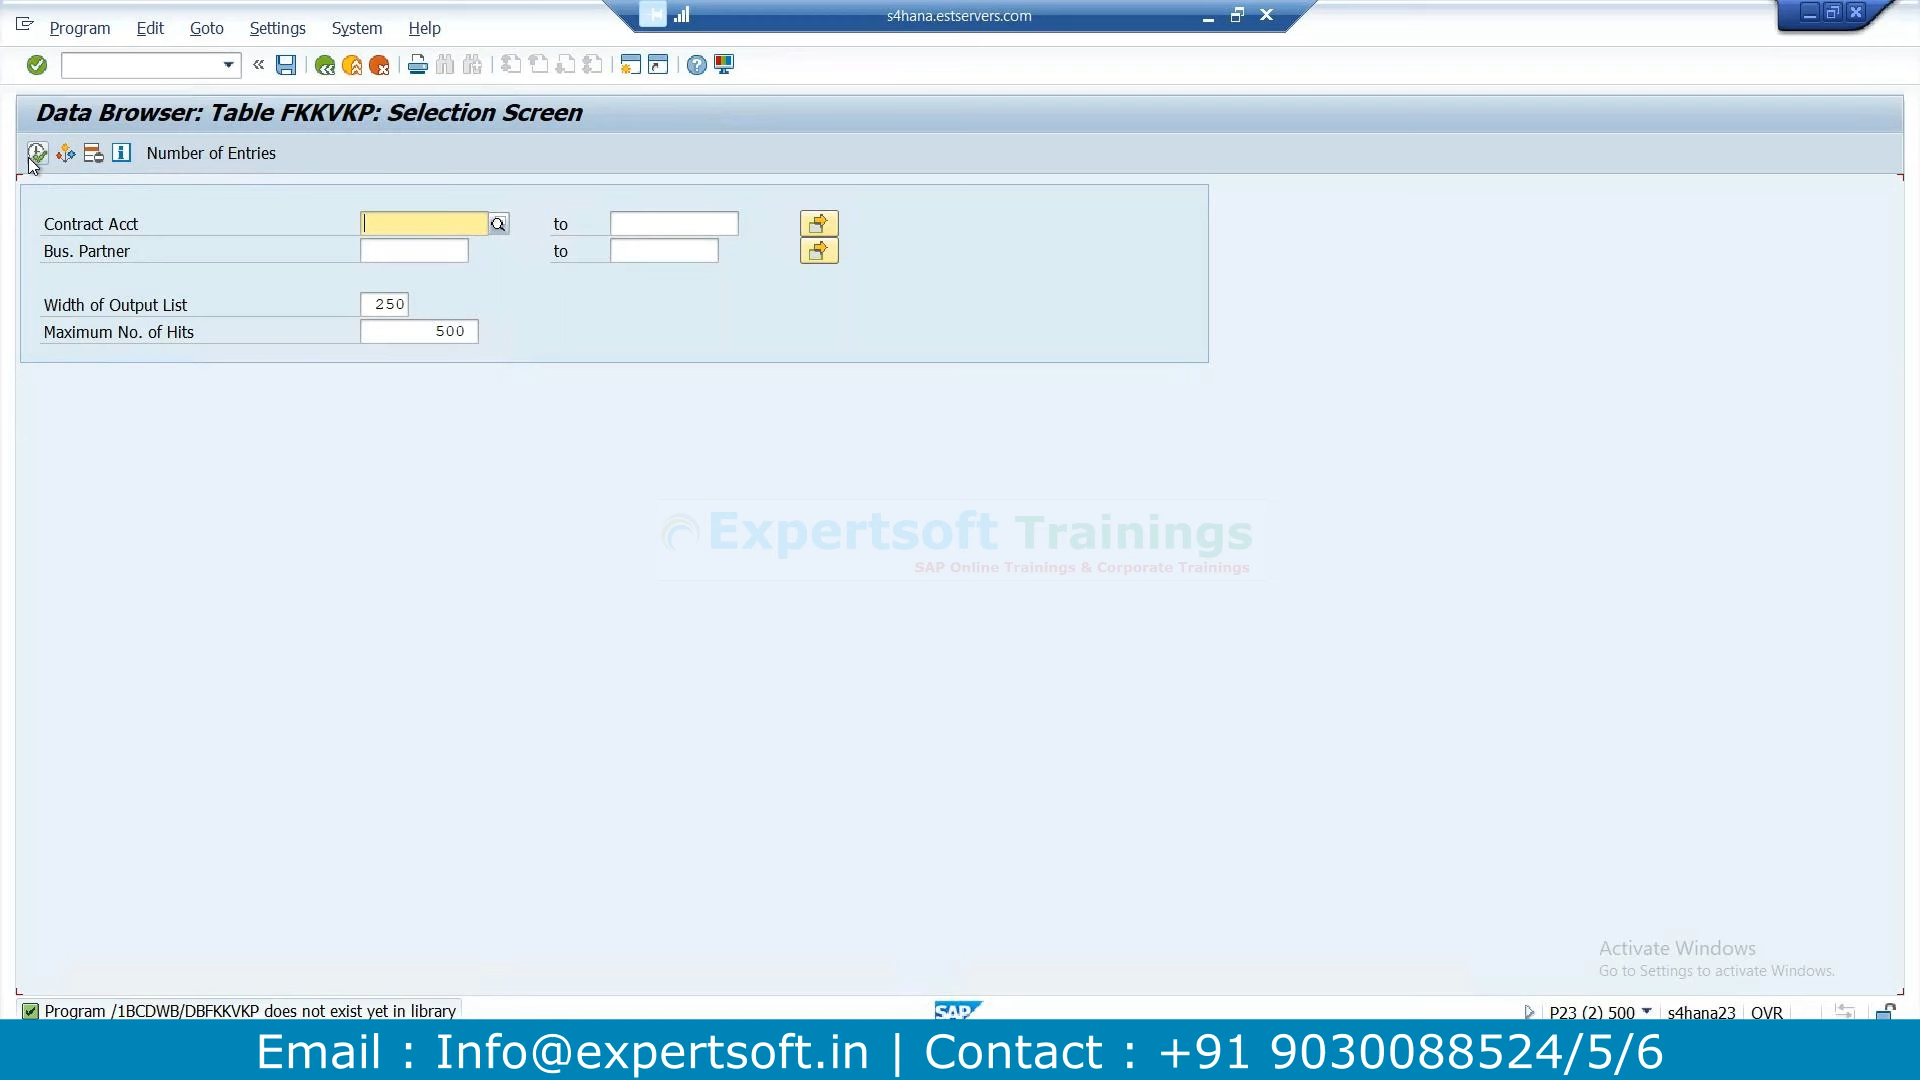 s4hana.estservers.com
Program Edit Goto Settings System Help
Data Browser: Table FKKVKP: Selection Screen
Number of Entries
Contract Acct to
Bus. Partner to
Width of Output List 250
Maximum No. of Hits 500
Expertsoft Trainings
SAP Online Trainings & Corporate Trainings
Activate Windows
Go to Settings to activate Windows.
Program /1BCDWB/DBFKKVKP does not exist yet in library SAP P23 (2) 500 s4hana23 OVR
Email : Info@expertsoft.in | Contact : +91 9030088524/5/6